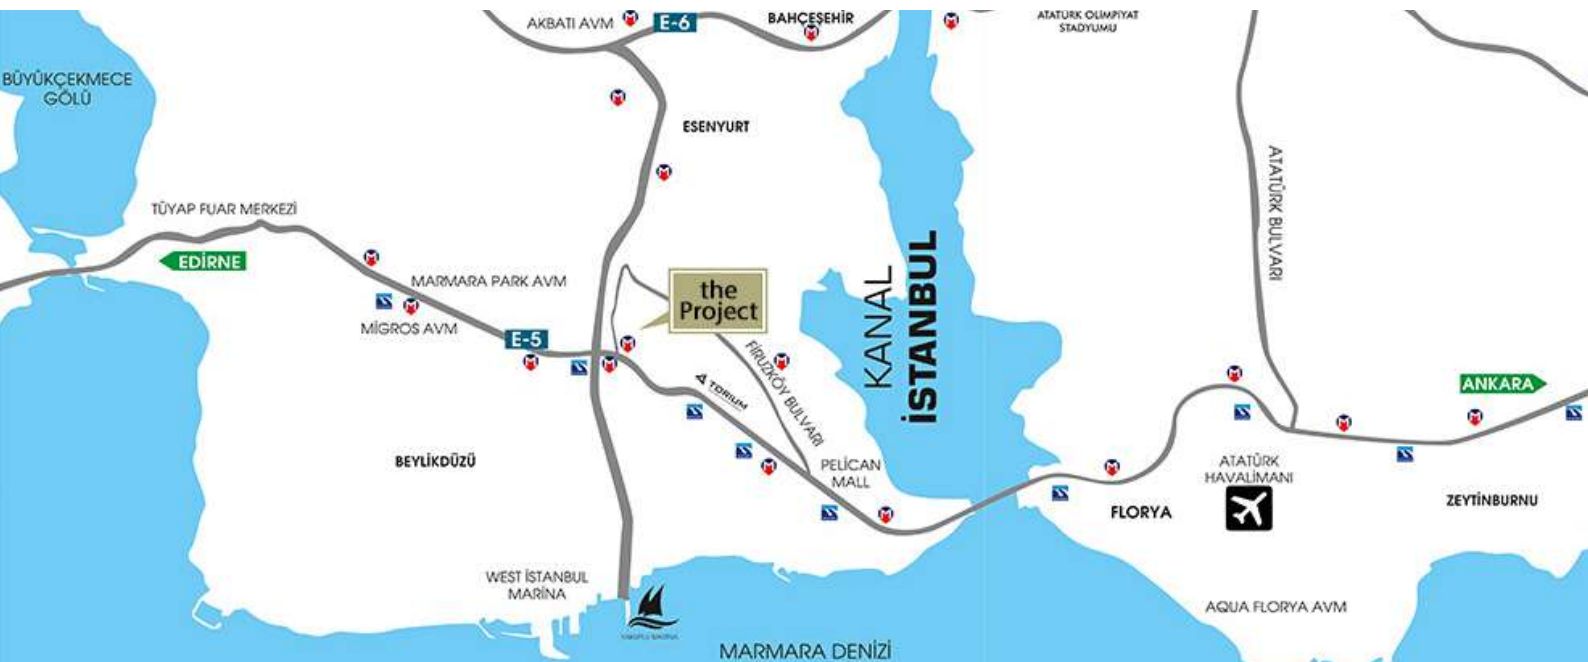 AKBATI AVM
E-6
BAHÇEŞEHİR
ATATÜRK OLİMPİYAT
STADYUMU
BÜYÜKÇEKMECE
GÖLÜ
ESENYURT
ATATÜRK BULVARI
TÜYAP FUAR MERKEZİ
EDİRNE
MARMARA PARK AVM
the
Project
KANAL
İSTANBUL
MİGROS AVM
E-5
FİRUZKÖY BULVARI
TORIUM
ANKARA
BEYLİKDÜZÜ
PELİCAN
MALL
ATATÜRK
HAVALİMANI
FLORYA
ZEYTİNBURNU
WEST İSTANBUL
MARİNA
AQUA FLORYA AVM
MARMARA DENİZİ